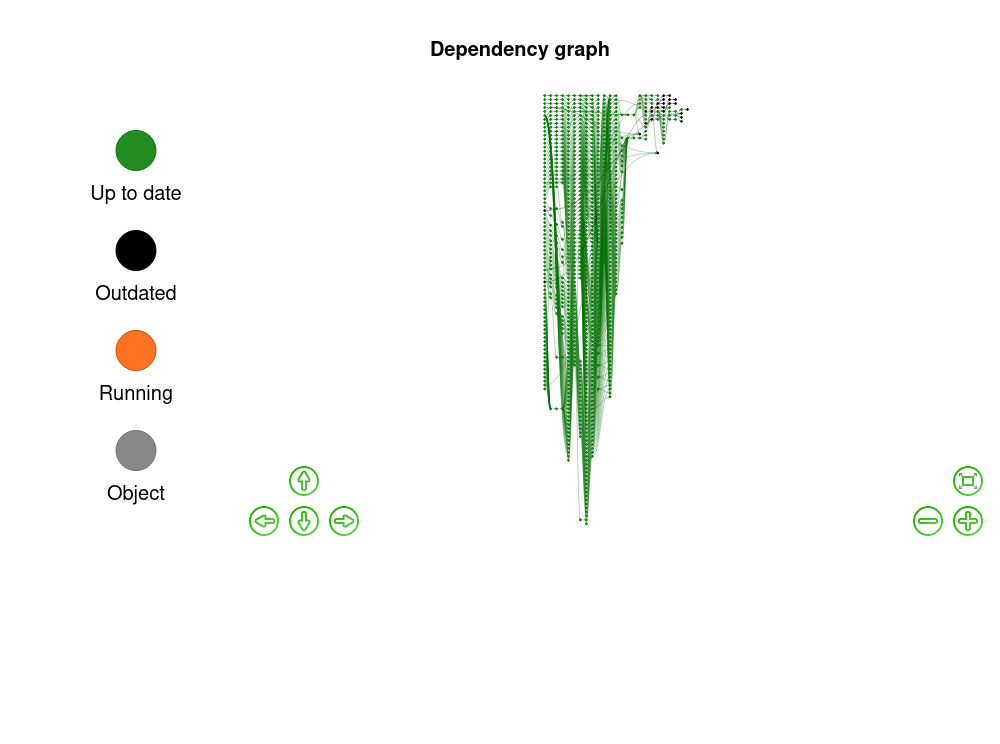 Dependency graph
Up to date
Outdated
Running
Object